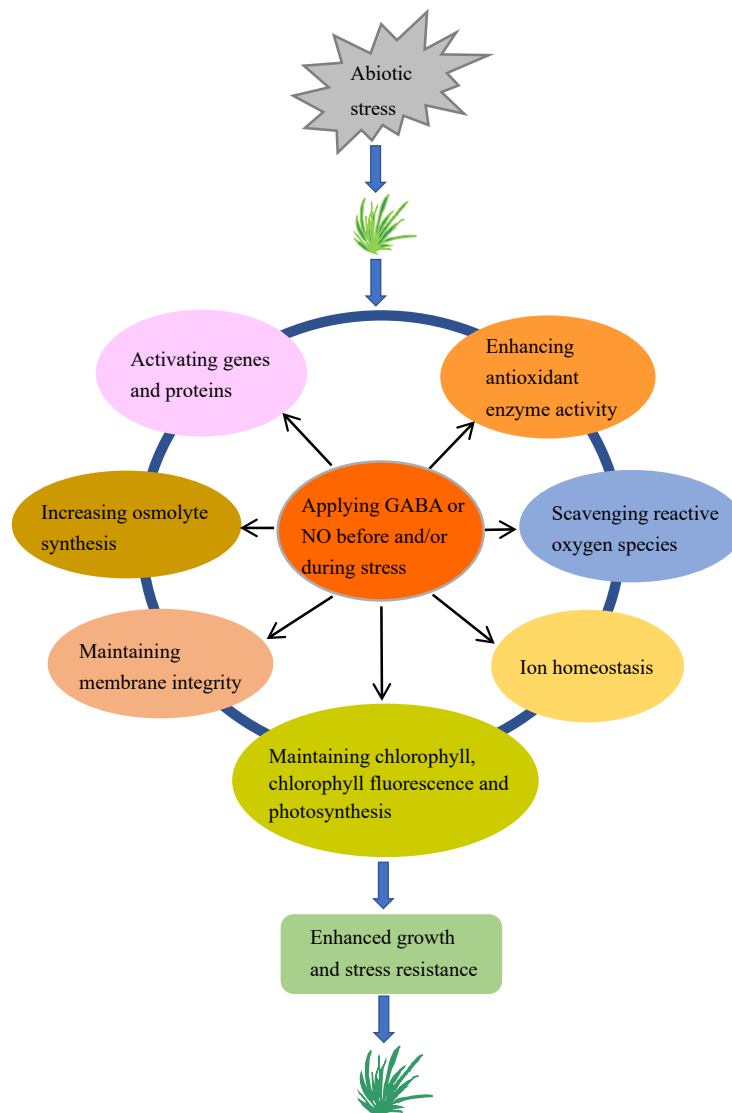 Abiotic
stress
Activating genes
and proteins
Enhancing
antioxidant
enzyme activity
Increasing osmolyte
synthesis
Applying GABA or
NO before and/or
during stress
Scavenging reactive
oxygen species
Maintaining
membrane integrity
Ion homeostasis
Maintaining chlorophyll,
chlorophyll fluorescence and
photosynthesis
Enhanced growth
and stress resistance